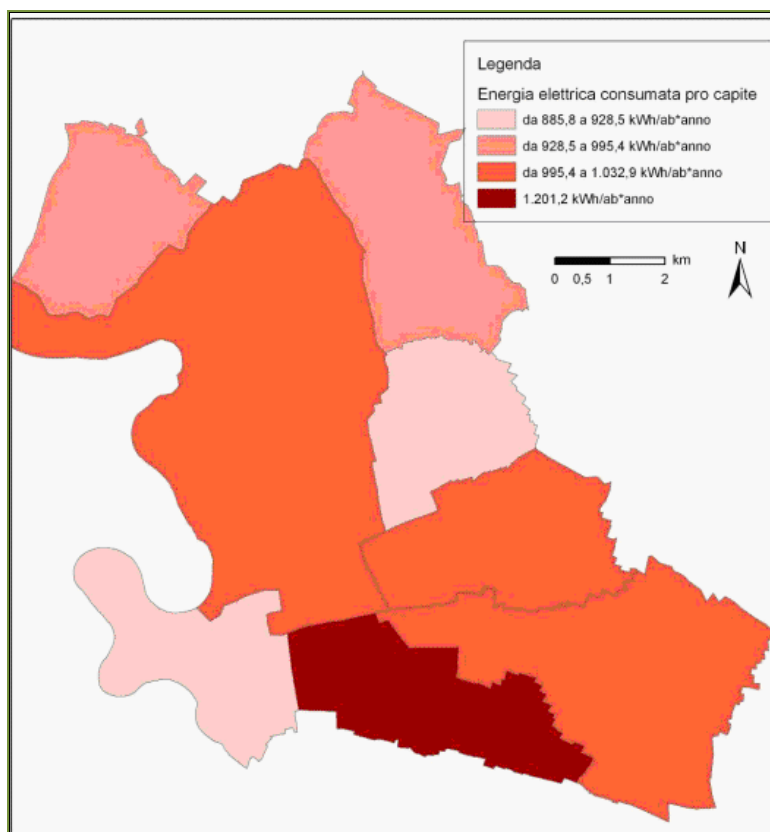 Legenda
Energia elettrica consumata pro capite
da 885,8 a 928,5 kWh/ab*anno
da 928,5 a 995,4 kWh/ab*anno
da 995,4 a 1.032,9 kWh/ab*anno
1.201,2 kWh/ab*anno
N
km
0 0,5 1 2